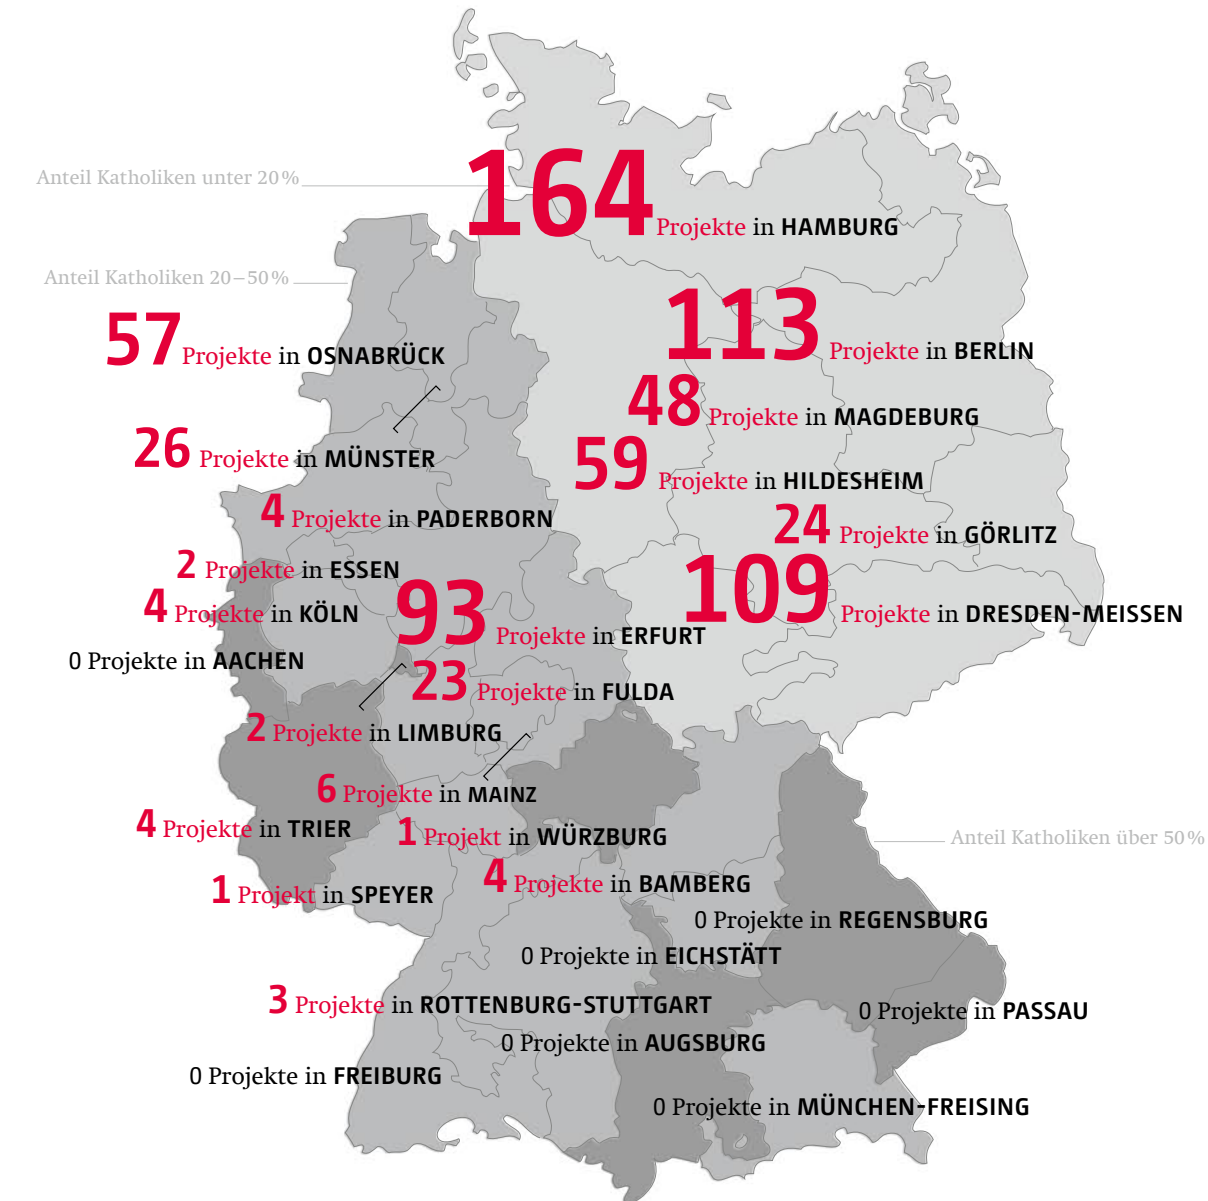 Anteil Katholiken unter 20%
164 Projekte in HAMBURG
Anteil Katholiken 20–50%
113 Projekte in BERLIN
57 Projekte in OSNABRÜCK
48 Projekte in MAGDEBURG
26 Projekte in MÜNSTER
59 Projekte in HILDESHEIM
4 Projekte in PADERBORN
24 Projekte in GÖRLITZ
2 Projekte in ESSEN
109 Projekte in DRESDEN-MEISSEN
4 Projekte in KÖLN
93 Projekte in ERFURT
0 Projekte in AACHEN
23 Projekte in FULDA
2 Projekte in LIMBURG
6 Projekte in MAINZ
4 Projekte in TRIER
1 Projekt in WÜRZBURG
Anteil Katholiken über 50%
1 Projekt in SPEYER
4 Projekte in BAMBERG
0 Projekte in REGENSBURG
0 Projekte in EICHSTÄTT
3 Projekte in ROTTENBURG-STUTTGART
0 Projekte in PASSAU
0 Projekte in AUGSBURG
0 Projekte in FREIBURG
0 Projekte in MÜNCHEN-FREISING